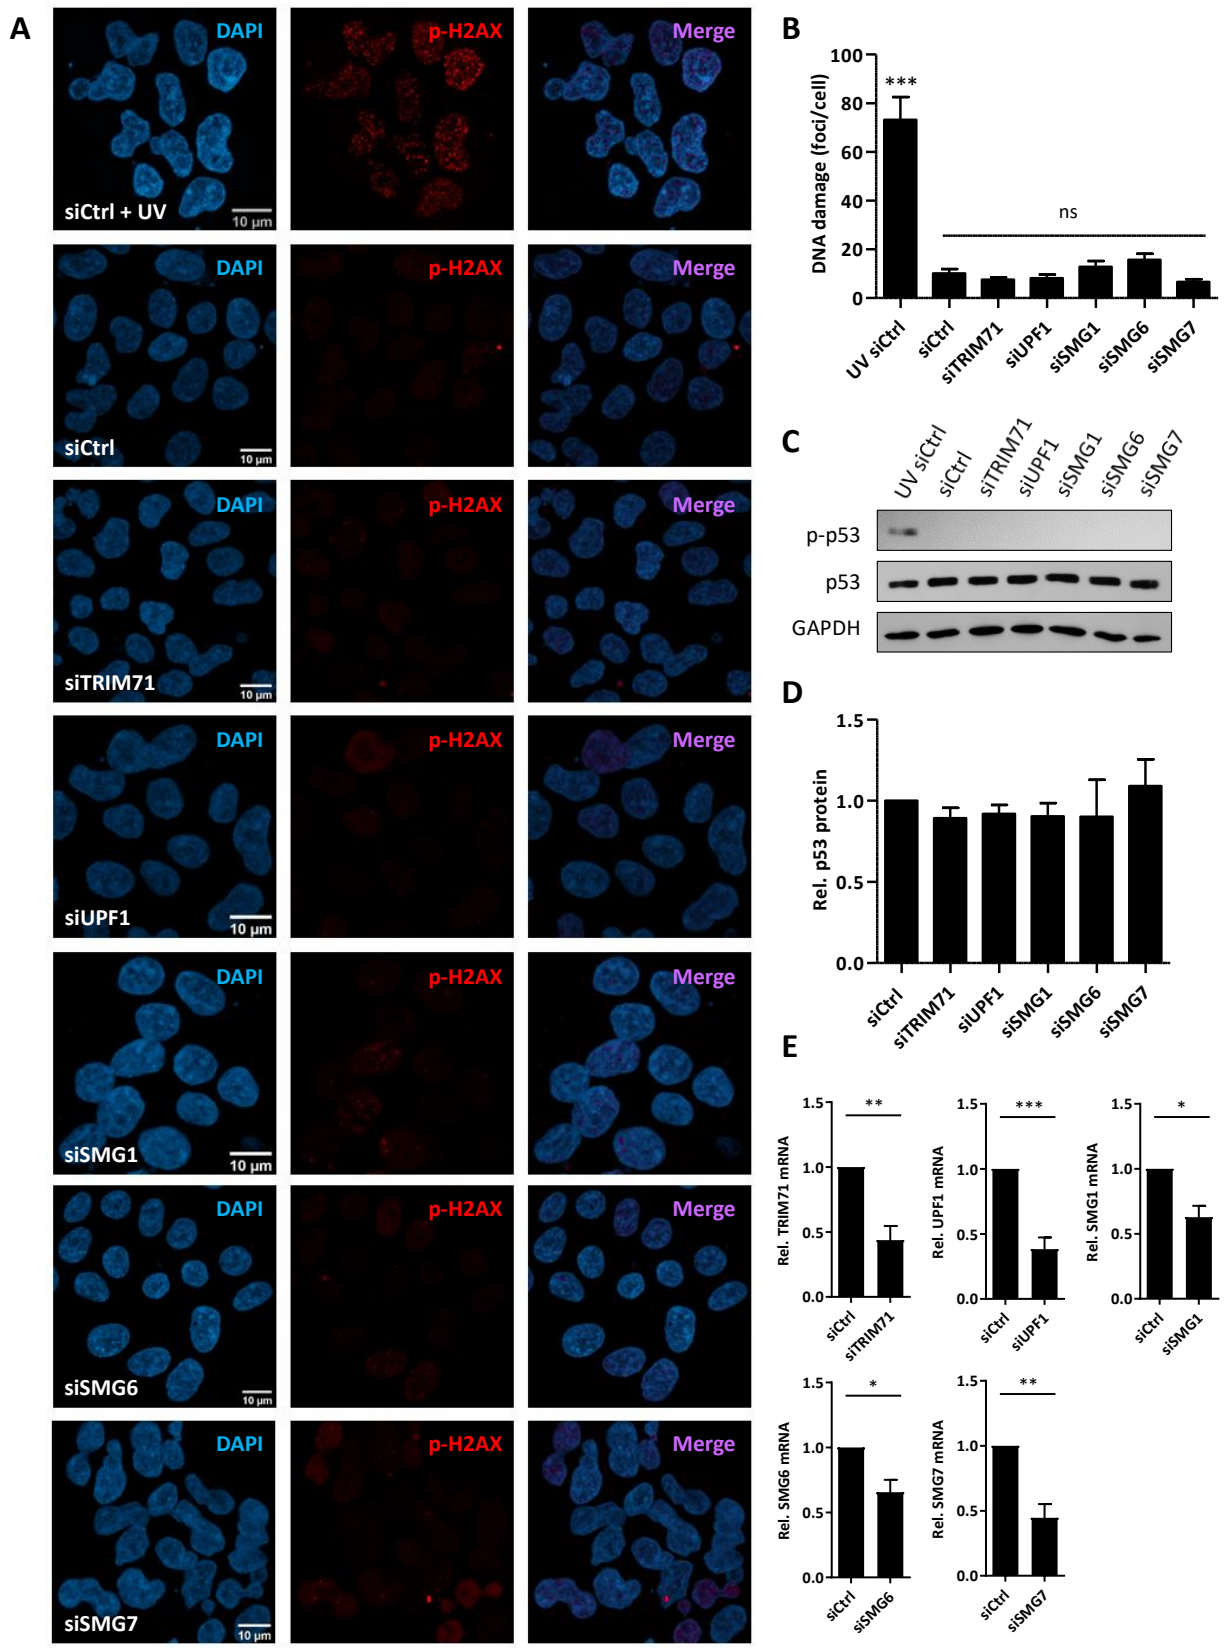 A
DAPI p-H2AX Merge
siCtrl + UV 10 µm
DAPI p-H2AX Merge
siCtrl 10 µm
DAPI p-H2AX Merge
siTRIM71 10 µm
DAPI p-H2AX Merge
siUPF1 10 µm
DAPI p-H2AX Merge
siSMG1 10 µm
DAPI p-H2AX Merge
siSMG6 10 µm
DAPI p-H2AX Merge
siSMG7 10 µm
B
DNA damage (foci/cell)
100
80
60
40
20
0
***
ns
UV siCtrl siCtrl siTRIM71 siUPF1 siSMG1 siSMG6 siSMG7
C
UV siCtrl siCtrl siTRIM71 siUPF1 siSMG1 siSMG6 siSMG7
p-p53
p53
GAPDH
D
Rel. p53 protein
1.5
1.0
0.5
0.0
siCtrl siTRIM71 siUPF1 siSMG1 siSMG6 siSMG7
E
Rel. TRIM71 mRNA
1.5
1.0
0.5
0.0
**
siCtrl siTRIM71
Rel. UPF1 mRNA
1.5
1.0
0.5
0.0
***
siCtrl siUPF1
Rel. SMG1 mRNA
1.5
1.0
0.5
0.0
*
siCtrl siSMG1
Rel. SMG6 mRNA
1.5
1.0
0.5
0.0
*
siCtrl siSMG6
Rel. SMG7 mRNA
1.5
1.0
0.5
0.0
**
siCtrl siSMG7